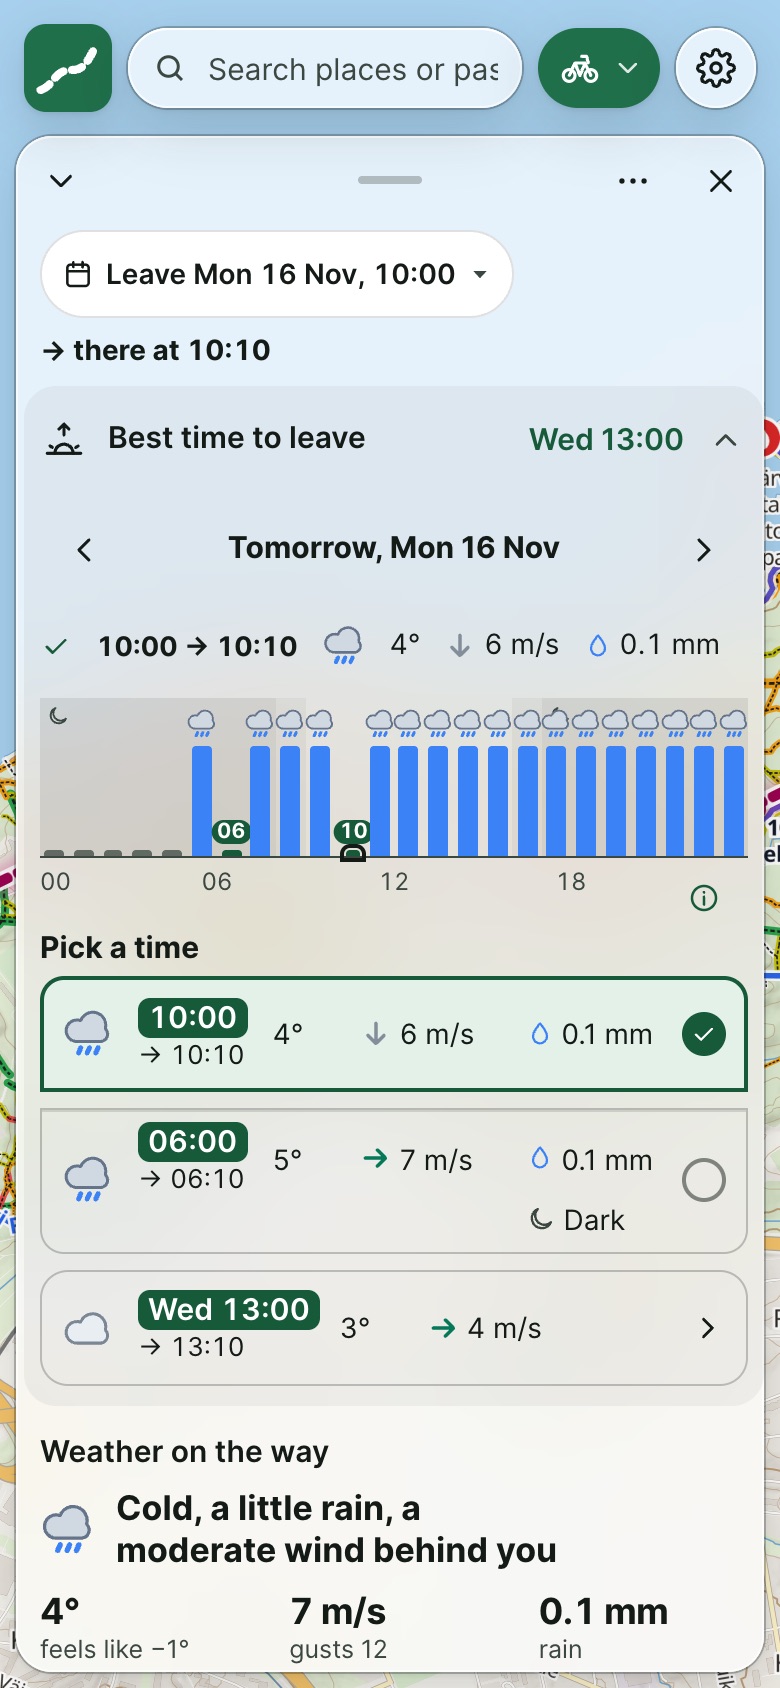 Search places or pas
Leave Mon 16 Nov, 10:00
→ there at 10:10
Best time to leave
Wed 13:00
Tomorrow, Mon 16 Nov
10:00 → 10:10 4° ↓ 6 m/s 0.1 mm
06
10
00 06 12 18
Pick a time
10:00
→ 10:10
4° ↓ 6 m/s 0.1 mm
06:00
→ 06:10
5° → 7 m/s 0.1 mm
Dark
Wed 13:00
→ 13:10
3° → 4 m/s
Weather on the way
Cold, a little rain, a
moderate wind behind you
4° 7 m/s 0.1 mm
feels like −1° gusts 12 rain